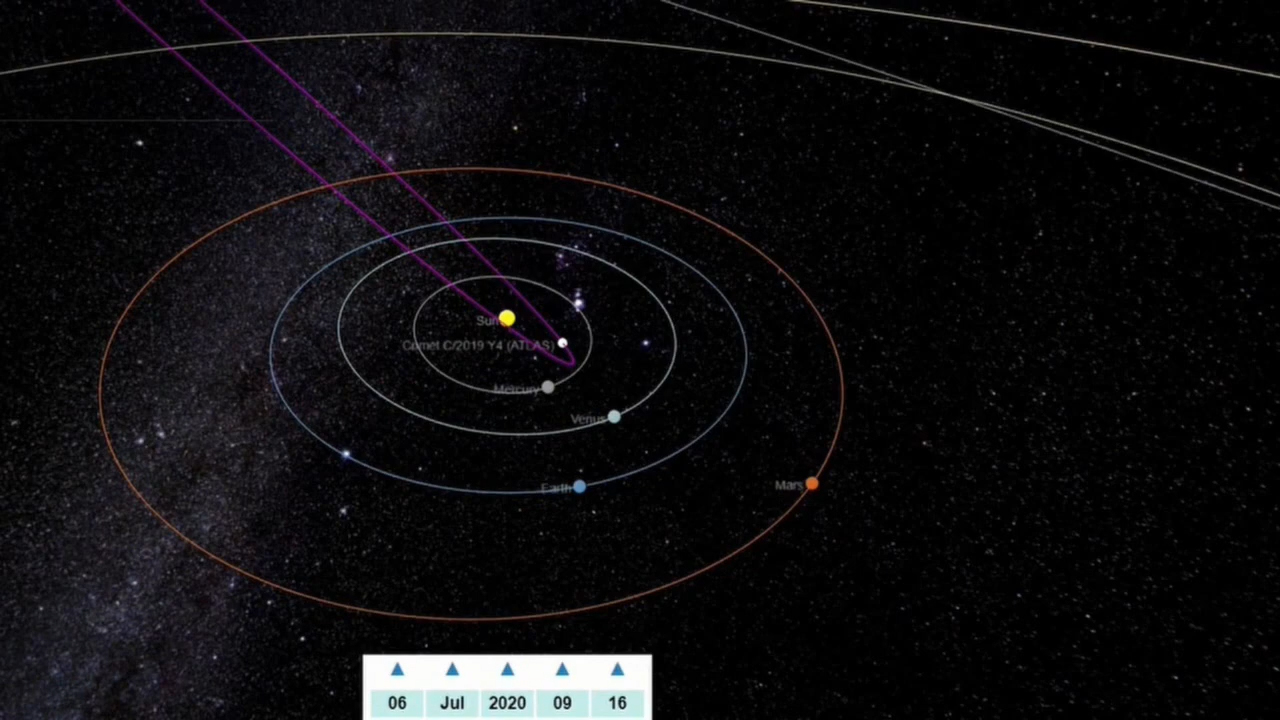 Sun
Comet C/2019 Y4 (ATLAS)
Mercury
Venus
Earth
Mars
06 Jul 2020 09 16